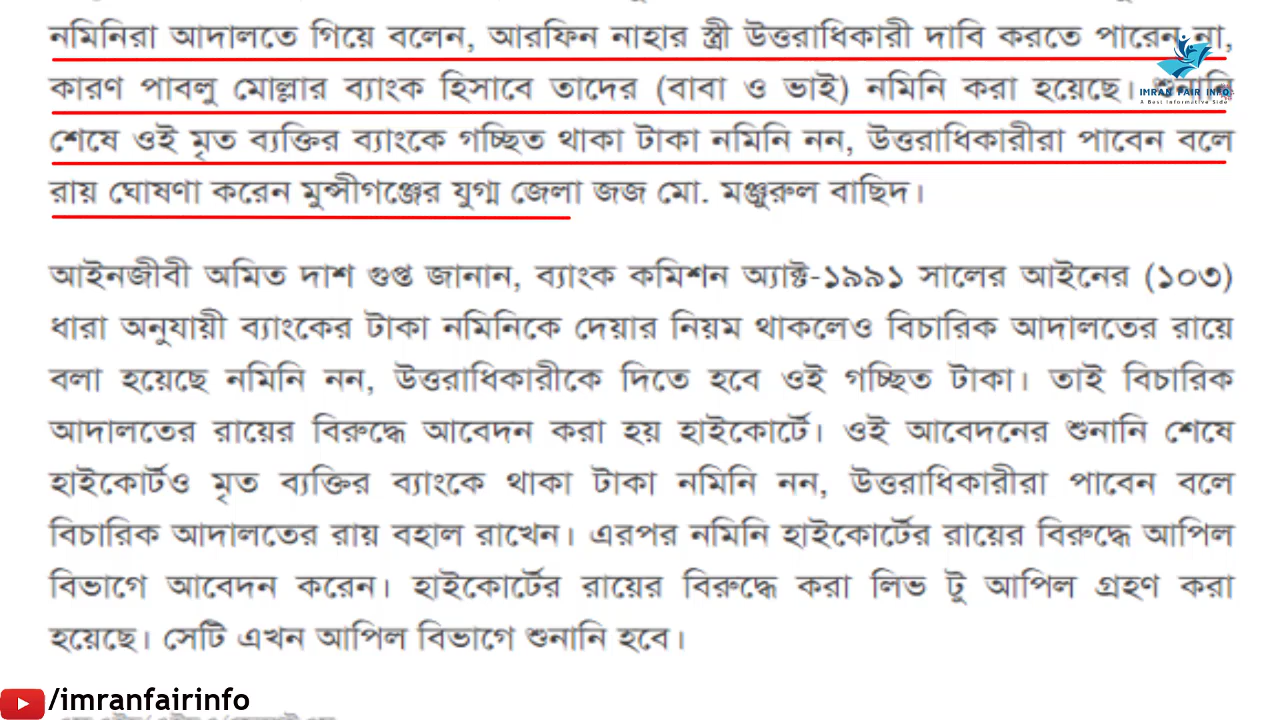 নমিনিরা আদালতে গিয়ে বলেন, আরফিন নাহার স্ত্রী উত্তরাধিকারী দাবি করতে পারেন না,
কারণ পাবলু মোল্লার ব্যাংক হিসাবে তাদের (বাবা ও ভাই) নমিনি করা হয়েছে। শুনানি
শেষে ওই মৃত ব্যক্তির ব্যাংকে গচ্ছিত থাকা টাকা নমিনি নন, উত্তরাধিকারীরা পাবেন বলে
রায় ঘোষণা করেন মুন্সীগঞ্জের যুগ্ম জেলা জজ মো. মঞ্জুরুল বাছিদ।
আইনজীবী অমিত দাশ গুপ্ত জানান, ব্যাংক কমিশন অ্যাক্ট-১৯৯১ সালের আইনের (১০৩)
ধারা অনুযায়ী ব্যাংকের টাকা নমিনিকে দেয়ার নিয়ম থাকলেও বিচারিক আদালতের রায়ে
বলা হয়েছে নমিনি নন, উত্তরাধিকারীকে দিতে হবে ওই গচ্ছিত টাকা। তাই বিচারিক
আদালতের রায়ের বিরুদ্ধে আবেদন করা হয় হাইকোর্টে। ওই আবেদনের শুনানি শেষে
হাইকোর্টও মৃত ব্যক্তির ব্যাংকে থাকা টাকা নমিনি নন, উত্তরাধিকারীরা পাবেন বলে
বিচারিক আদালতের রায় বহাল রাখেন। এরপর নমিনি হাইকোর্টের রায়ের বিরুদ্ধে আপিল
বিভাগে আবেদন করেন। হাইকোর্টের রায়ের বিরুদ্ধে করা লিভ টু আপিল গ্রহণ করা
হয়েছে। সেটি এখন আপিল বিভাগে শুনানি হবে।
IMRAN FAIR INFO
A Best Informative Side
/imranfairinfo